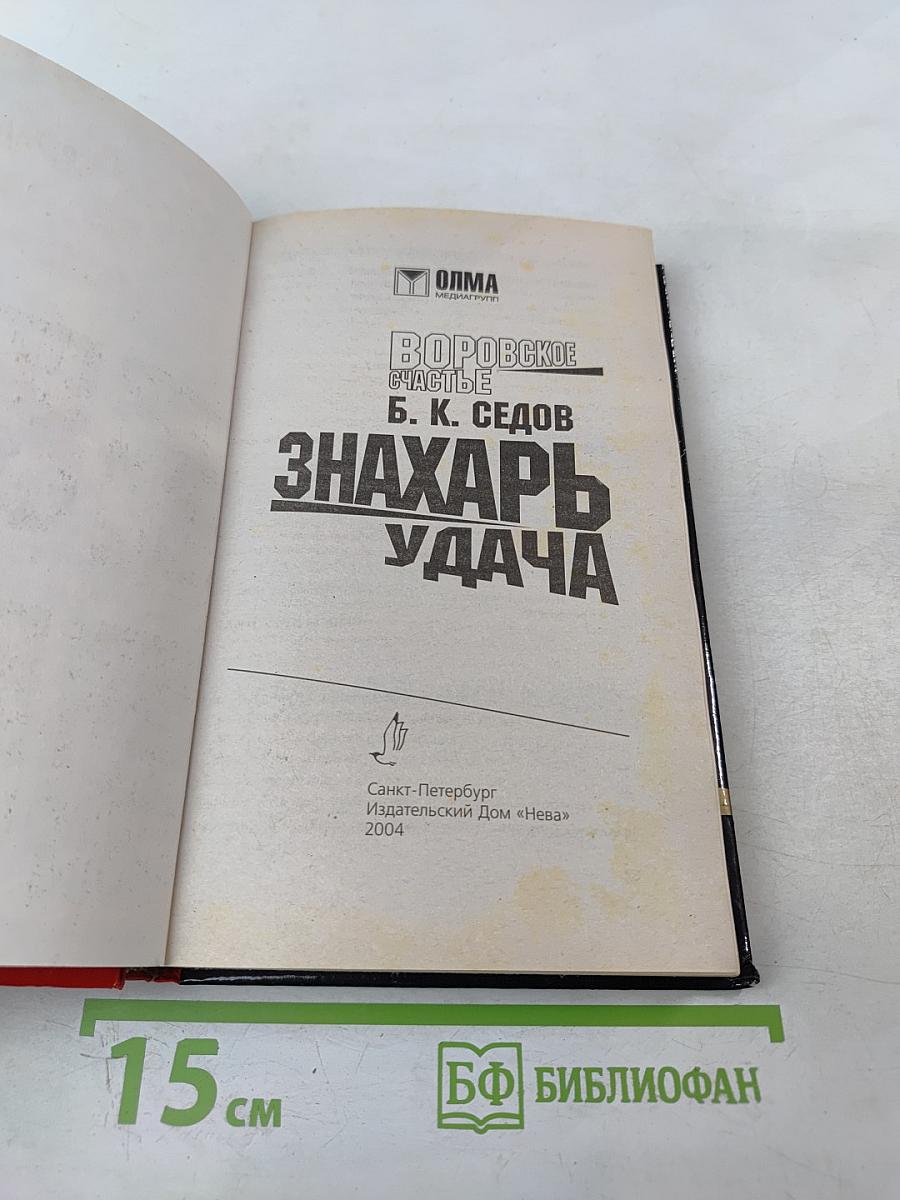 ОЛМА
МЕДИАГРУПП
ВОРОВСКОЕ
СЧАСТЬЕ
Б. К. СЕДОВ
ЗНАХАРЬ
УДАЧА
Санкт-Петербург
Издательский Дом «Нева»
2004
15 см
БФ БИБЛИОФАН